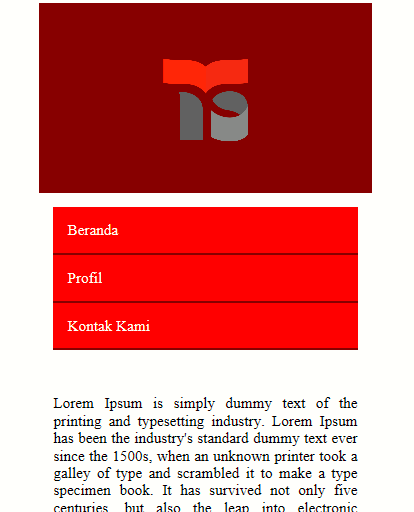 Beranda
Profil
Kontak Kami
Lorem Ipsum is simply dummy text of the
printing and typesetting industry. Lorem Ipsum
has been the industry's standard dummy text ever
since the 1500s, when an unknown printer took a
galley of type and scrambled it to make a type
specimen book. It has survived not only five
centuries, but also the leap into electronic